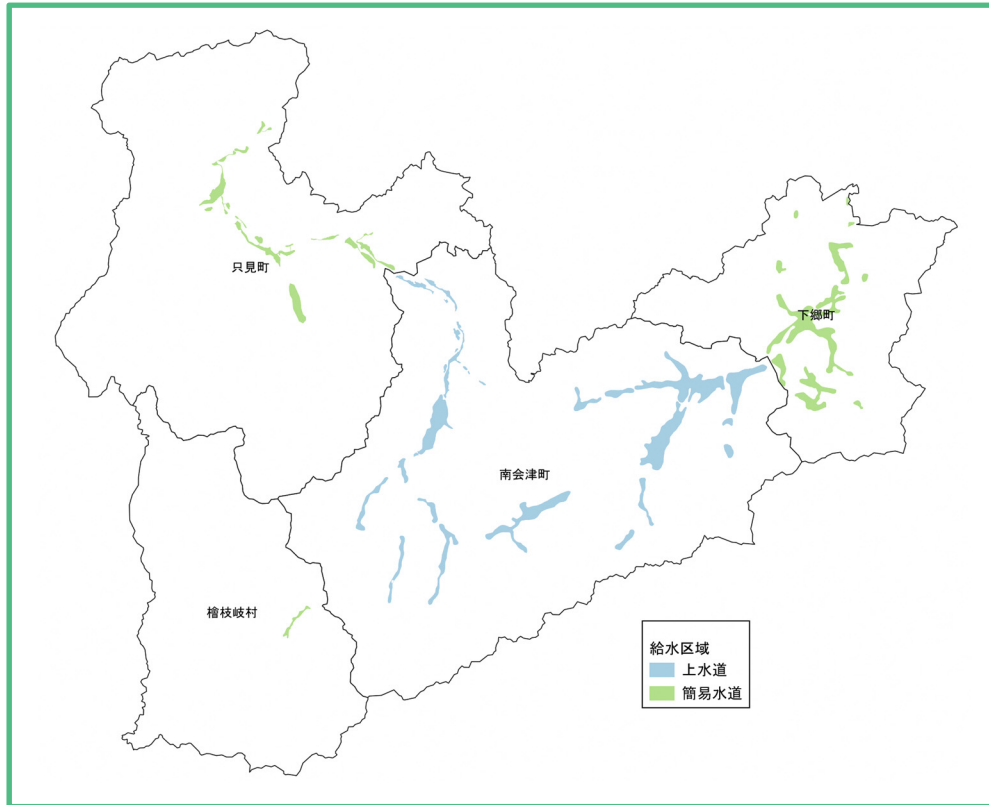 只見町
下郷町
南会津町
檜枝岐村
給水区域
上水道
簡易水道